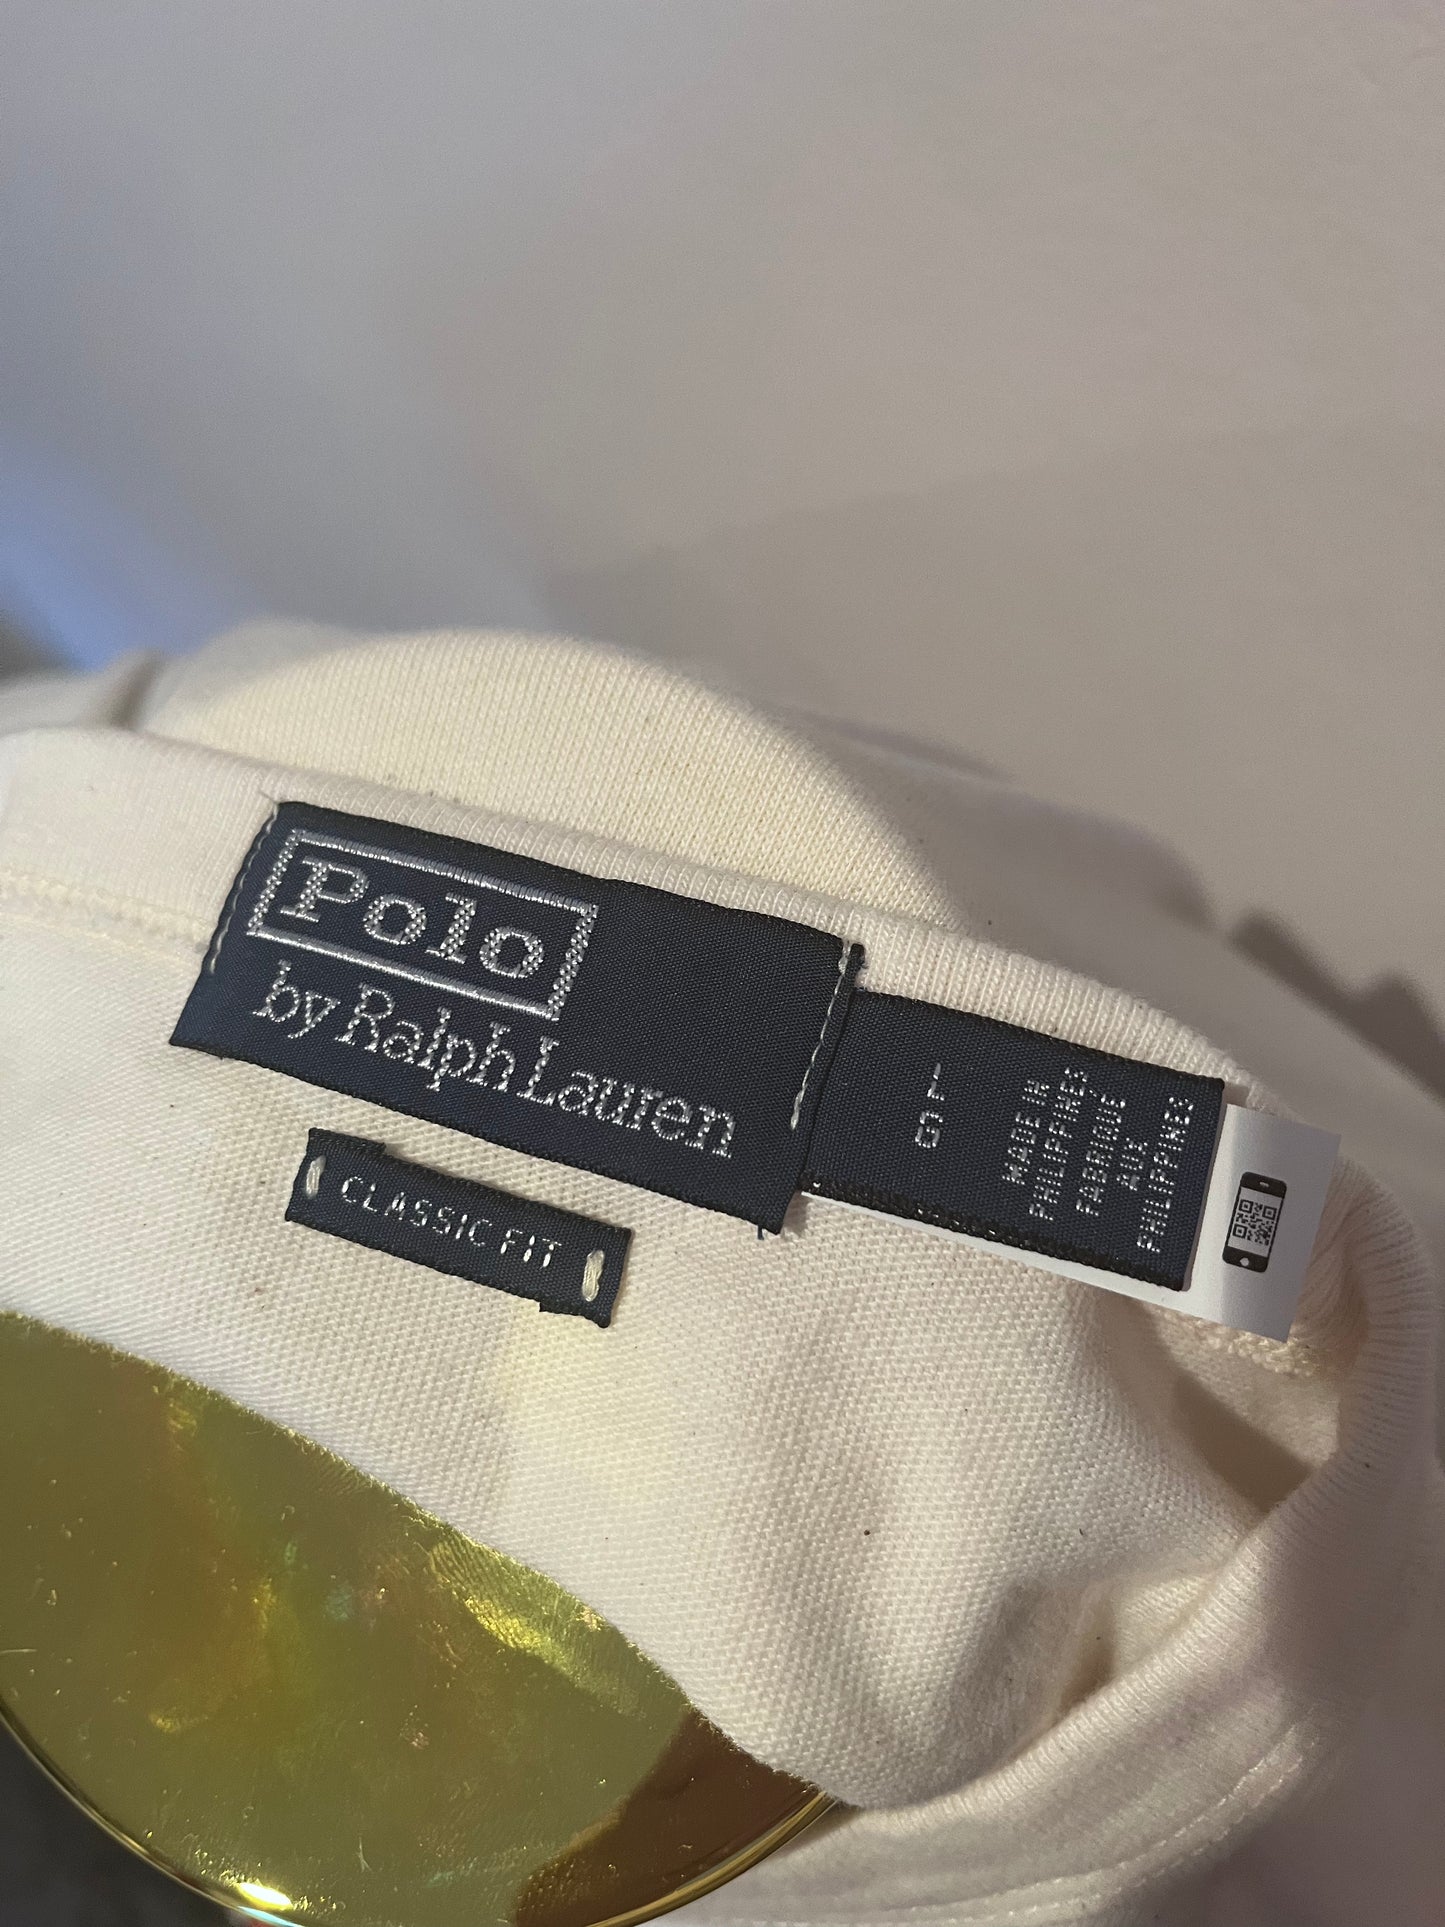 Polo
by Ralph Lauren
CLASSIC FIT
L
G
MADE IN
PHILIPPINES
FABRIQUÉ
AUX
PHILIPPINES